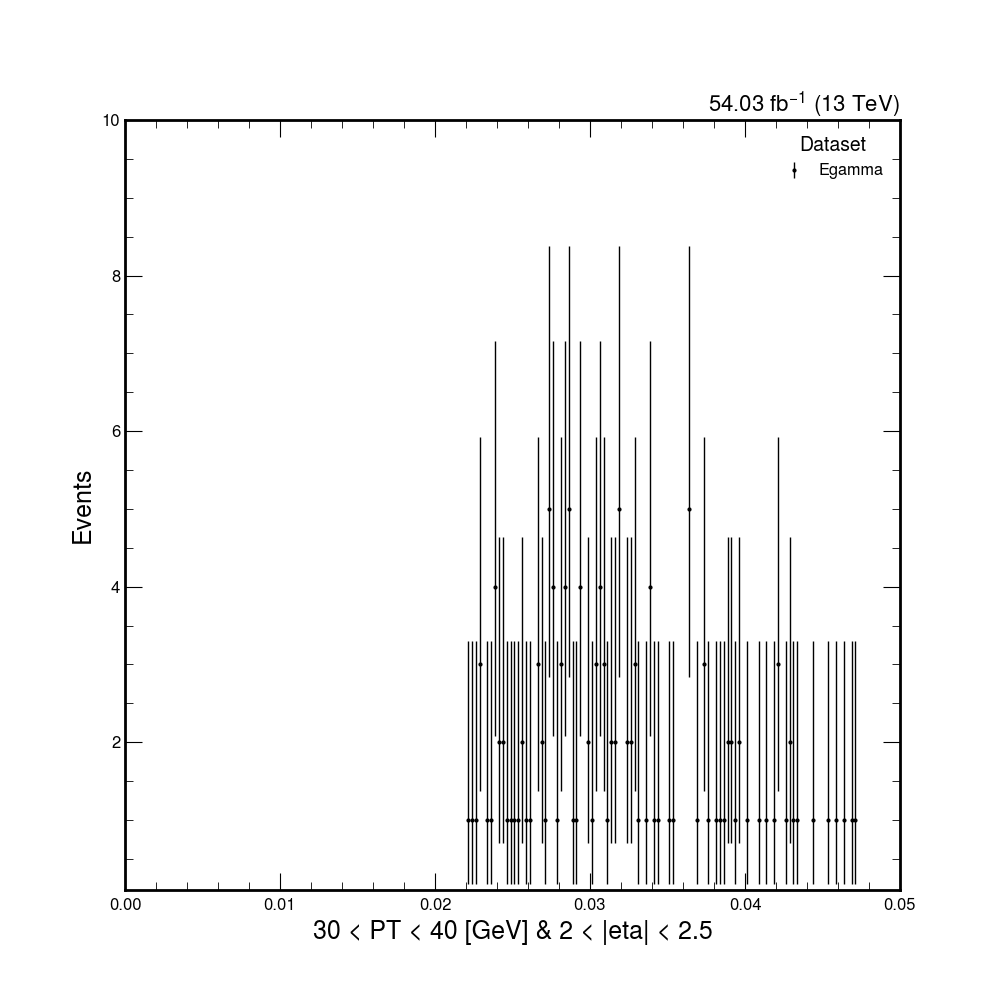 54.03 fb⁻¹ (13 TeV)
Dataset
Egamma
Events
10
8
6
4
2
0.00 0.01 0.02 0.03 0.04 0.05
30 < PT < 40 [GeV] & 2 < |eta| < 2.5